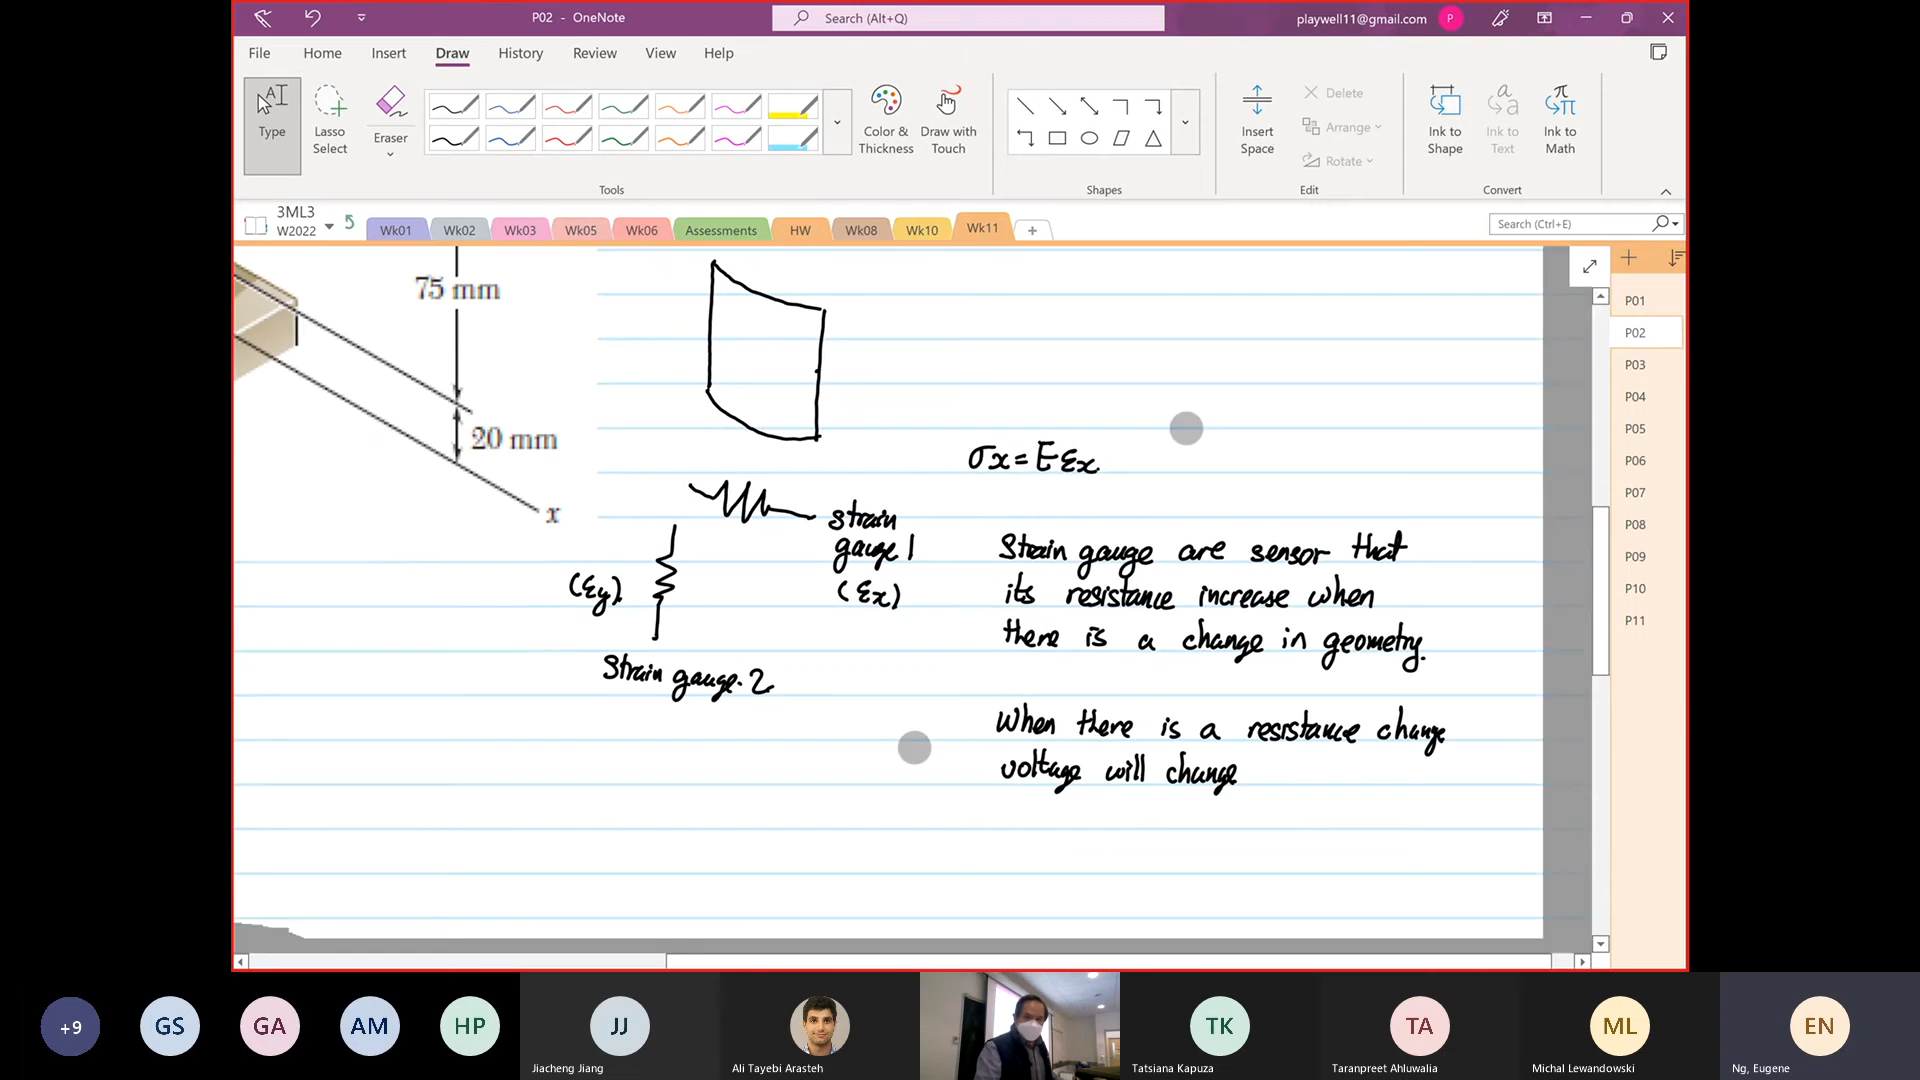 P02 - OneNote
Search (Alt+Q)
playwell11@gmail.com
P
File
Home
Insert
Draw
History
Review
View
Help
Type
Lasso Select
Eraser
Color & Thickness
Draw with Touch
Insert Space
Delete
Arrange
Rotate
Ink to Shape
Ink to Text
Ink to Math
Tools
Shapes
Edit
Convert
3ML3
W2022
Wk01
Wk02
Wk03
Wk05
Wk06
Assessments
HW
Wk08
Wk10
Wk11
Search (Ctrl+E)
75 mm
20 mm
x
σx = E εx
strain
gauge 1
(εx)
(εy)
Strain gauge. 2
Strain gauge are sensor that
its resistance increase when
there is a change in geometry.
When there is a resistance change
voltage will change
P01
P02
P03
P04
P05
P06
P07
P08
P09
P10
P11
+9
GS
GA
AM
HP
JJ
TK
TA
ML
EN
Jiacheng Jiang
Ali Tayebi Arasteh
Tatsiana Kapuza
Taranpreet Ahluwalia
Michal Lewandowski
Ng, Eugene